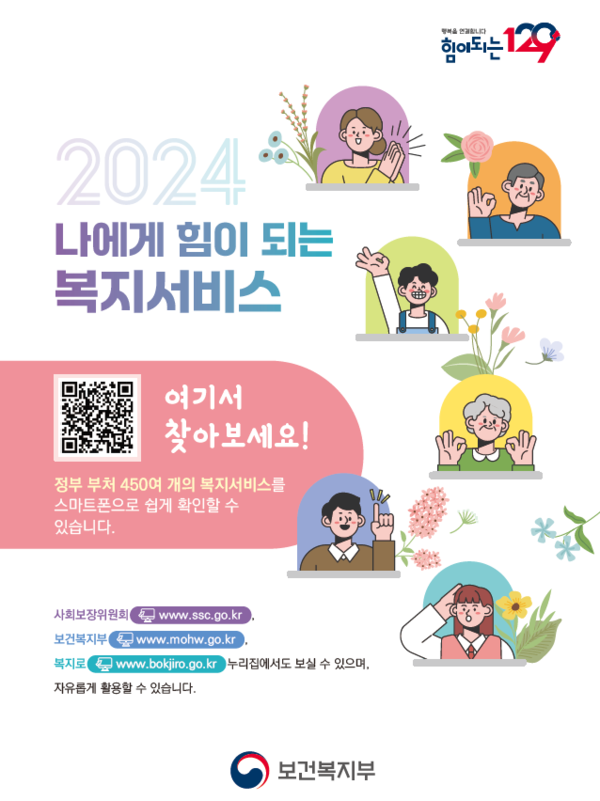 행복을 연결합니다
힘이되는129
2024
나에게 힘이 되는
복지서비스
여기서
찾아보세요!
정부 부처 450여 개의 복지서비스를
스마트폰으로 쉽게 확인할 수
있습니다.
사회보장위원회 www.ssc.go.kr ,
보건복지부 www.mohw.go.kr ,
복지로 www.bokjiro.go.kr 누리집에서도 보실 수 있으며,
자유롭게 활용할 수 있습니다.
보건복지부